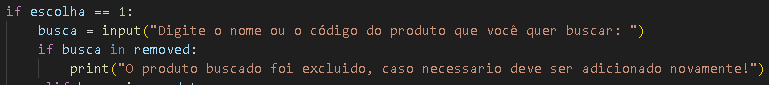 if escolha == 1:
busca = input("Digite o nome ou o código do produto que você quer buscar: ")
if busca in removed:
print("O produto buscado foi excluido, caso necessario deve ser adicionado novamente!")